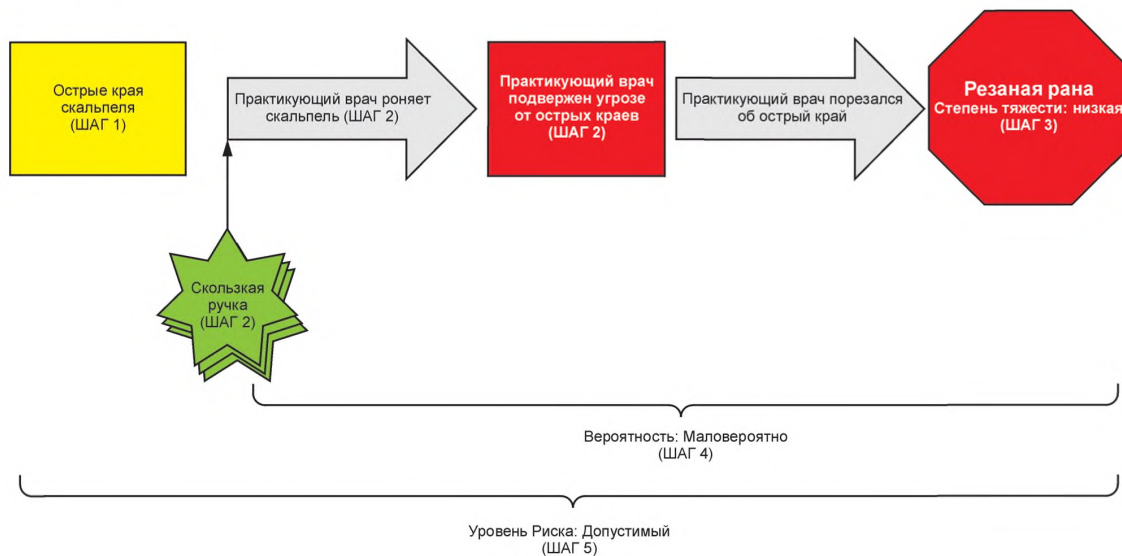 Острые края
скальпеля
(ШАГ 1)
Практикующий врач роняет
скальпель (ШАГ 2)
Практикующий врач
подвержен угрозе
от острых краев
(ШАГ 2)
Практикующий врач порезался
об острый край
Резаная рана
Степень тяжести: низкая
(ШАГ 3)
Скользкая
ручка
(ШАГ 2)
Вероятность: Маловероятно
(ШАГ 4)
Уровень Риска: Допустимый
(ШАГ 5)